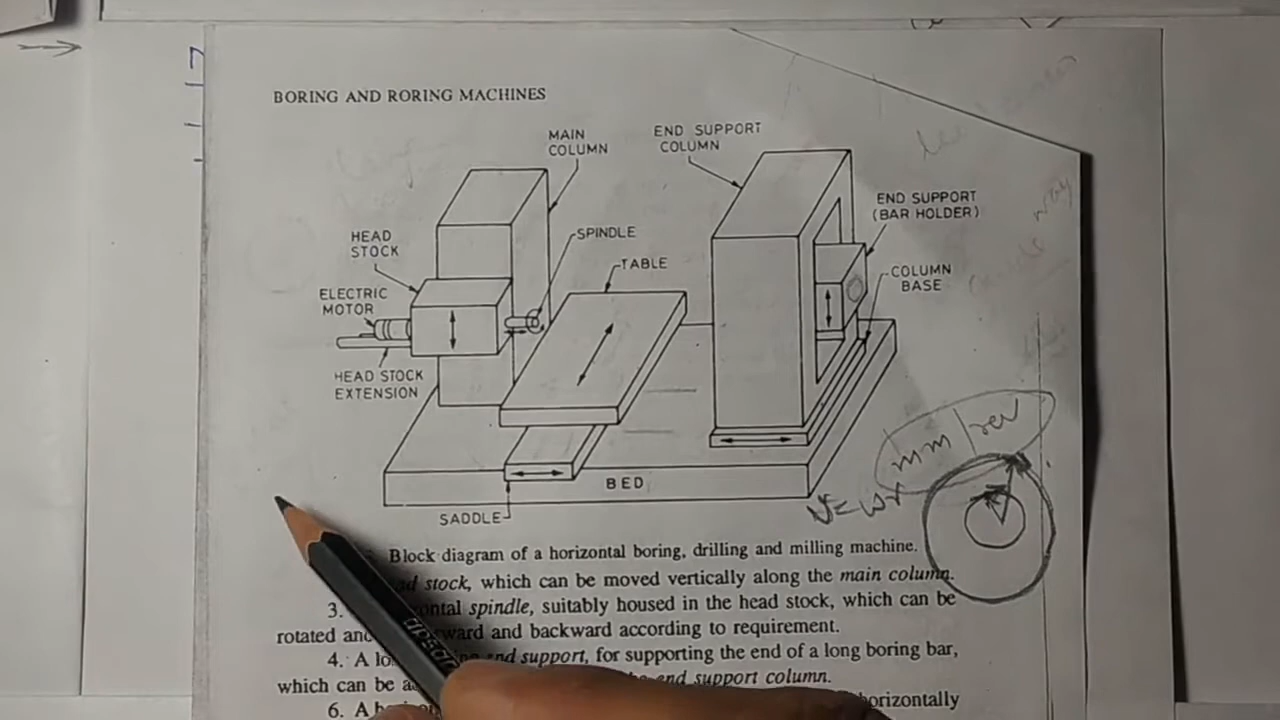 BORING AND RORING MACHINES
MAIN
COLUMN
END SUPPORT
COLUMN
END SUPPORT
(BAR HOLDER)
HEAD
STOCK
SPINDLE
TABLE
COLUMN
BASE
ELECTRIC
MOTOR
HEAD STOCK
EXTENSION
mm/rev
BED
V = ωr
SADDLE
Block diagram of a horizontal boring, drilling and milling machine.
stock, which can be moved vertically along the main column.
3. spindle, suitably housed in the head stock, which can be
rotated and backward according to requirement.
4. A end support, for supporting the end of a long boring bar,
which can be end support column.
6. A horizontally